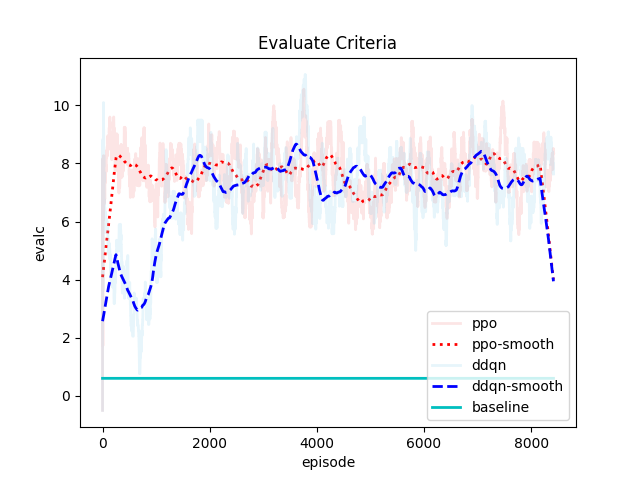 Evaluate Criteria
10
8
6
4
2
0
evalc
0 2000 4000 6000 8000
episode
ppo
ppo-smooth
ddqn
ddqn-smooth
baseline